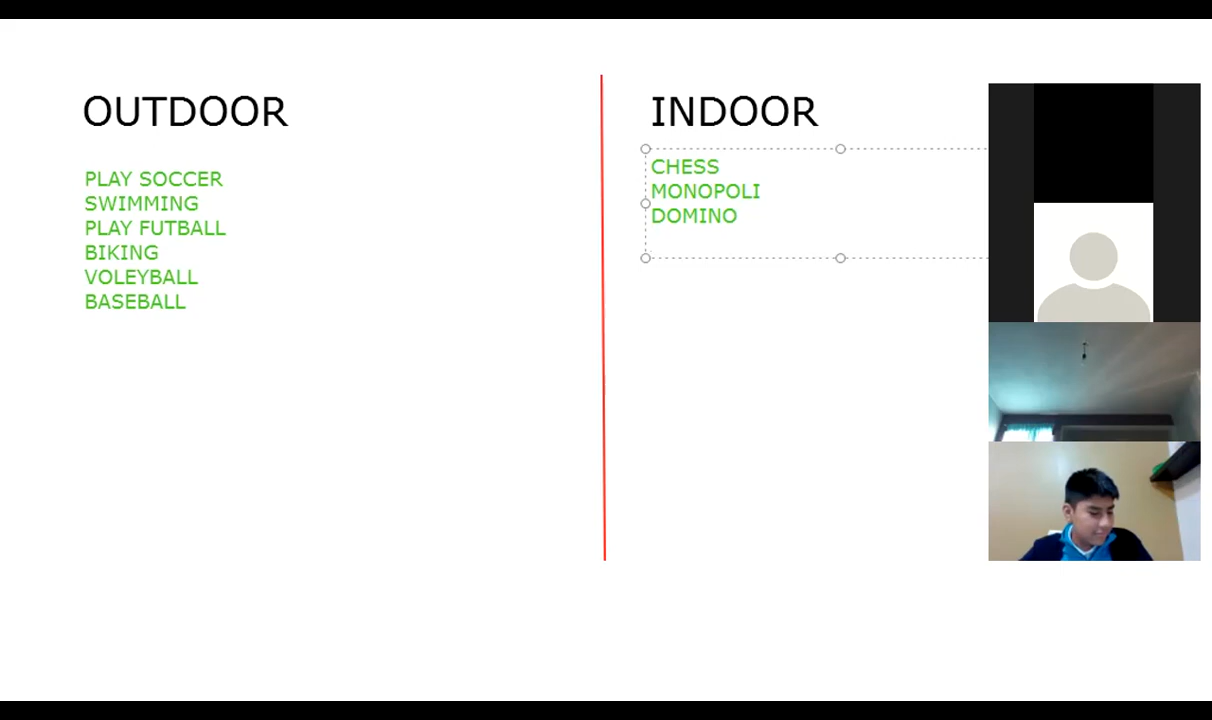 OUTDOOR
PLAY SOCCER
SWIMMING
PLAY FUTBALL
BIKING
VOLEYBALL
BASEBALL
INDOOR
CHESS
MONOPOLI
DOMINO